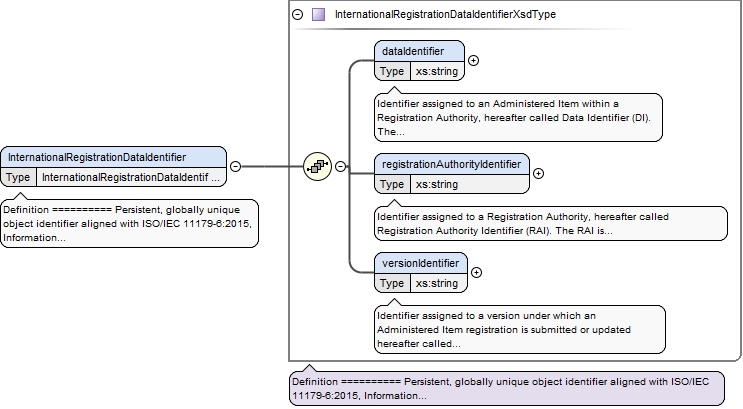 InternationalRegistrationDataIdentifierXsdType
dataIdentifier
Type xs:string
Identifier assigned to an Administered Item within a
Registration Authority, hereafter called Data Identifier (DI).
The...
InternationalRegistrationDataIdentifier
Type InternationalRegistrationDataIdentif ...
Definition ========== Persistent, globally unique
object identifier aligned with ISO/IEC 11179-6:2015,
Information...
registrationAuthorityIdentifier
Type xs:string
Identifier assigned to a Registration Authority, hereafter called
Registration Authority Identifier (RAI). The RAI is...
versionIdentifier
Type xs:string
Identifier assigned to a version under which an
Administered Item registration is submitted or updated
hereafter called...
Definition ========== Persistent, globally unique object identifier aligned with ISO/IEC
11179-6:2015, Information...